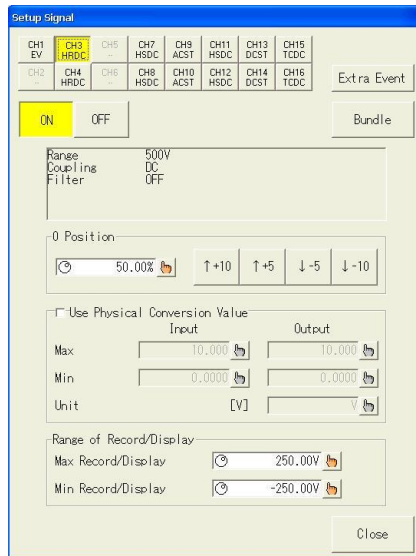 Setup Signal
CH1 CH3 CH5 CH7 CH9 CH11 CH13 CH15
EV HRDC -- HSDC ACST HSDC DCST TCDC
CH2 CH4 CH6 CH8 CH10 CH12 CH14 CH16
-- HRDC -- HSDC ACST HSDC DCST TCDC
Extra Event
ON OFF Bundle
Range 500V
Coupling DC
Filter OFF
0 Position
50.00% ↑+10 ↑+5 ↓-5 ↓-10
Use Physical Conversion Value
Input Output
Max 10.000 10.000
Min 0.0000 0.0000
Unit [V] V
Range of Record/Display
Max Record/Display 250.00V
Min Record/Display -250.00V
Close